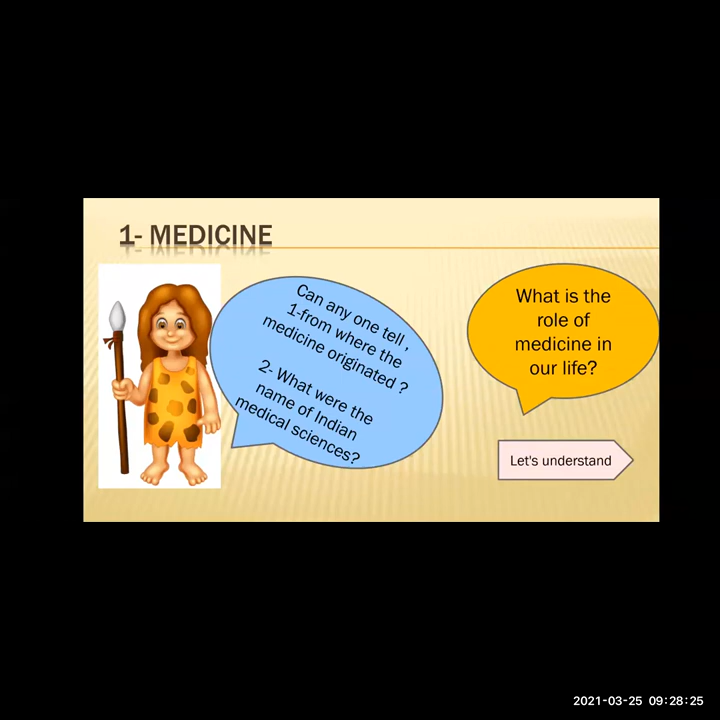 1- MEDICINE
Can any one tell ,
1-from where the
medicine originated ?
2- What were the
name of Indian
medical sciences?
What is the
role of
medicine in
our life?
Let's understand
2021-03-25 09:28:25